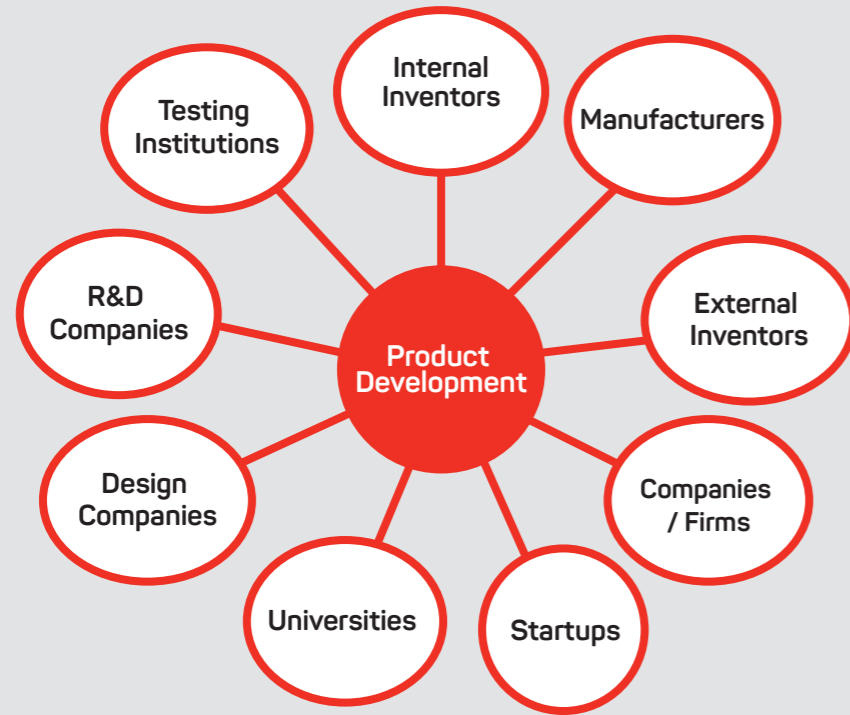 Internal
Inventors
Manufacturers
External
Inventors
Companies
/ Firms
Startups
Universities
Design
Companies
R&D
Companies
Testing
Institutions
Product
Development